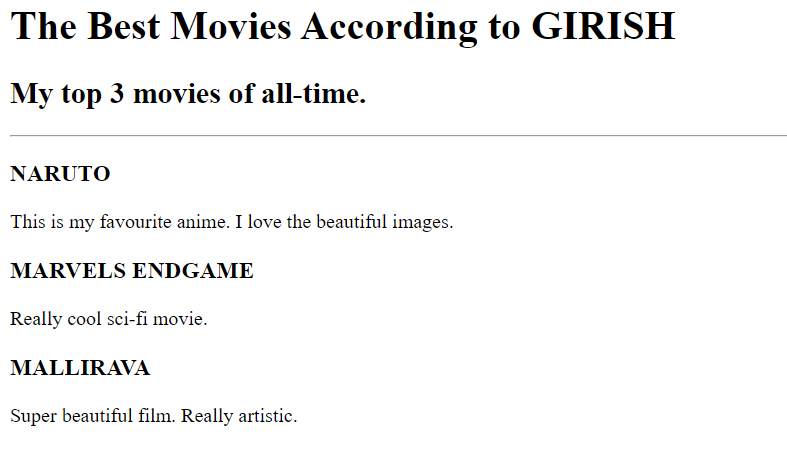 The Best Movies According to GIRISH
My top 3 movies of all-time.
NARUTO
This is my favourite anime. I love the beautiful images.
MARVELS ENDGAME
Really cool sci-fi movie.
MALLIRAVA
Super beautiful film. Really artistic.